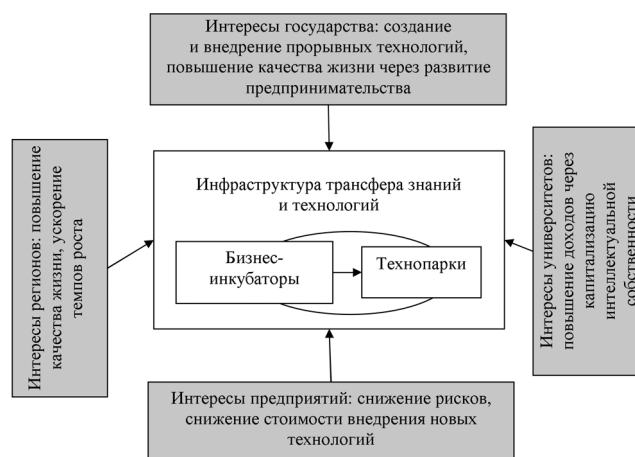 Интересы государства: создание
и внедрение прорывных технологий,
повышение качества жизни через развитие
предпринимательства
Интересы регионов: повышение
качества жизни, ускорение
темпов роста
Инфраструктура трансфера знаний
и технологий
Бизнес-
инкубаторы
Технопарки
Интересы университетов:
повышение доходов через
капитализацию
интеллектуальной
собственности
Интересы предприятий: снижение рисков,
снижение стоимости внедрения новых
технологий